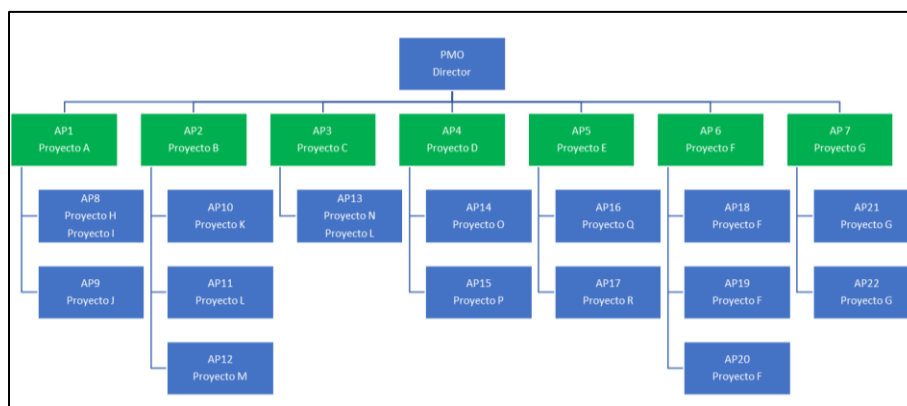 PMO
Director
AP1
Proyecto A
AP2
Proyecto B
AP3
Proyecto C
AP4
Proyecto D
AP5
Proyecto E
AP 6
Proyecto F
AP 7
Proyecto G
AP8
Proyecto H
Proyecto I
AP9
Proyecto J
AP10
Proyecto K
AP11
Proyecto L
AP12
Proyecto M
AP13
Proyecto N
Proyecto L
AP14
Proyecto O
AP15
Proyecto P
AP16
Proyecto Q
AP17
Proyecto R
AP18
Proyecto F
AP19
Proyecto F
AP20
Proyecto F
AP21
Proyecto G
AP22
Proyecto G